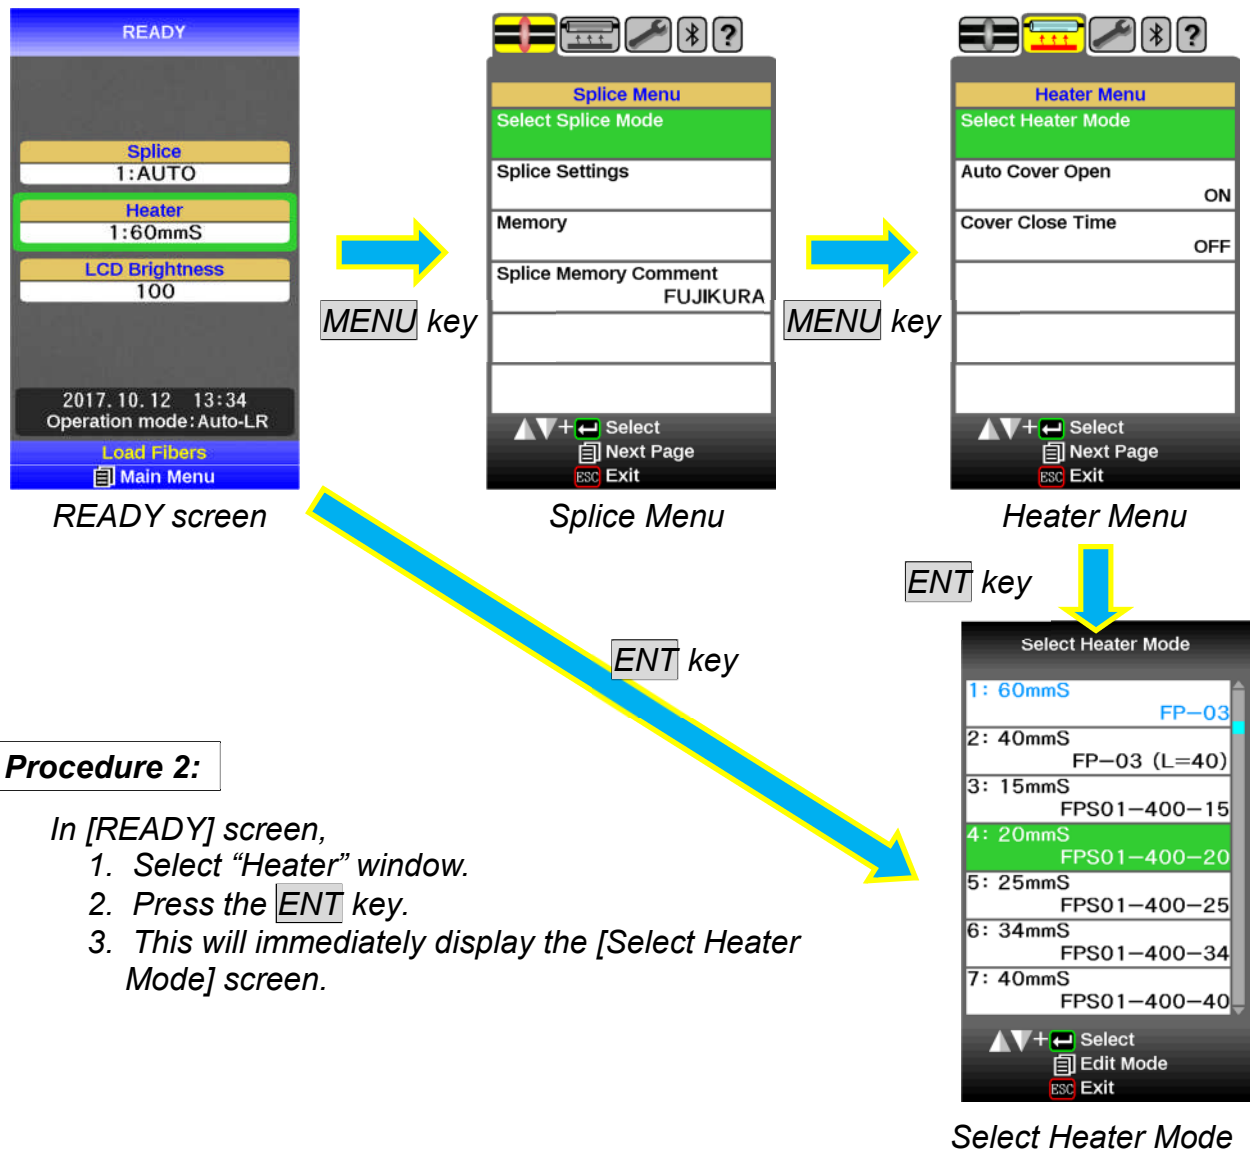 READY
Splice
1:AUTO
Heater
1:60mmS
LCD Brightness
100
2017.10.12 13:34
Operation mode:Auto-LR
Load Fibers
Main Menu
READY screen
MENU key
?
Splice Menu
Select Splice Mode
Splice Settings
Memory
Splice Memory Comment
FUJIKURA
+ Select
Next Page
ESC Exit
Splice Menu
MENU key
?
Heater Menu
Select Heater Mode
Auto Cover Open
ON
Cover Close Time
OFF
+ Select
Next Page
ESC Exit
Heater Menu
ENT key
ENT key
Select Heater Mode
1: 60mmS
FP-03
2: 40mmS
FP-03 (L=40)
3: 15mmS
FPS01-400-15
4: 20mmS
FPS01-400-20
5: 25mmS
FPS01-400-25
6: 34mmS
FPS01-400-34
7: 40mmS
FPS01-400-40
+ Select
Edit Mode
ESC Exit
Select Heater Mode
Procedure 2:
In [READY] screen,
1. Select “Heater” window.
2. Press the ENT key.
3. This will immediately display the [Select Heater
Mode] screen.